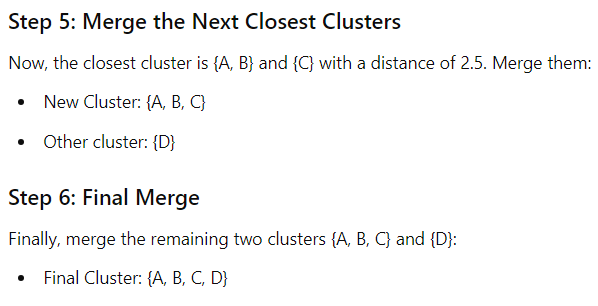 Step 5: Merge the Next Closest Clusters
Now, the closest cluster is {A, B} and {C} with a distance of 2.5. Merge them:
• New Cluster: {A, B, C}
• Other cluster: {D}
Step 6: Final Merge
Finally, merge the remaining two clusters {A, B, C} and {D}:
• Final Cluster: {A, B, C, D}